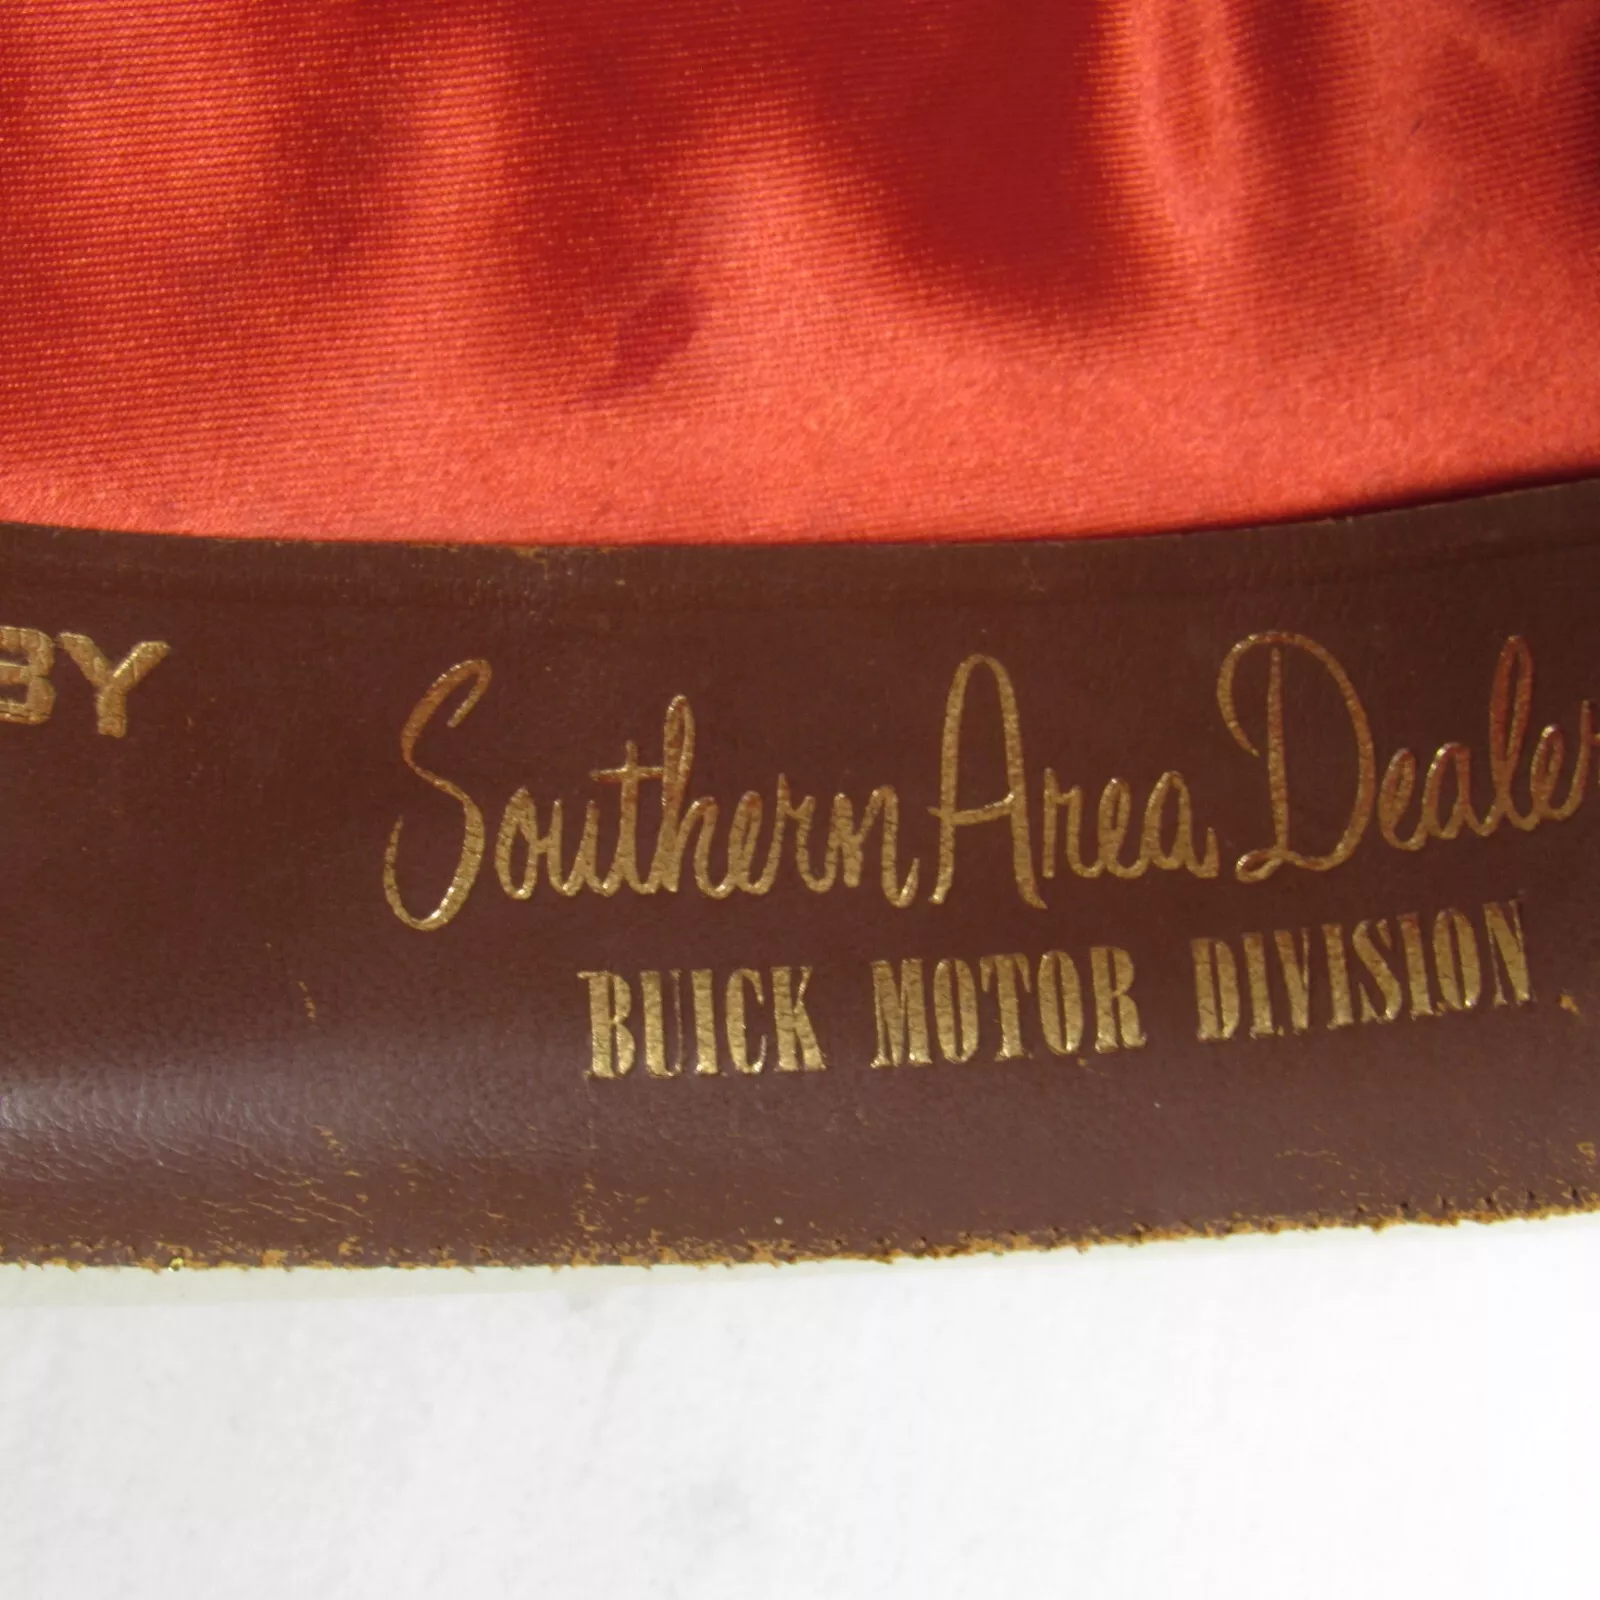 BY Southern Area Dealer
BUICK MOTOR DIVISION